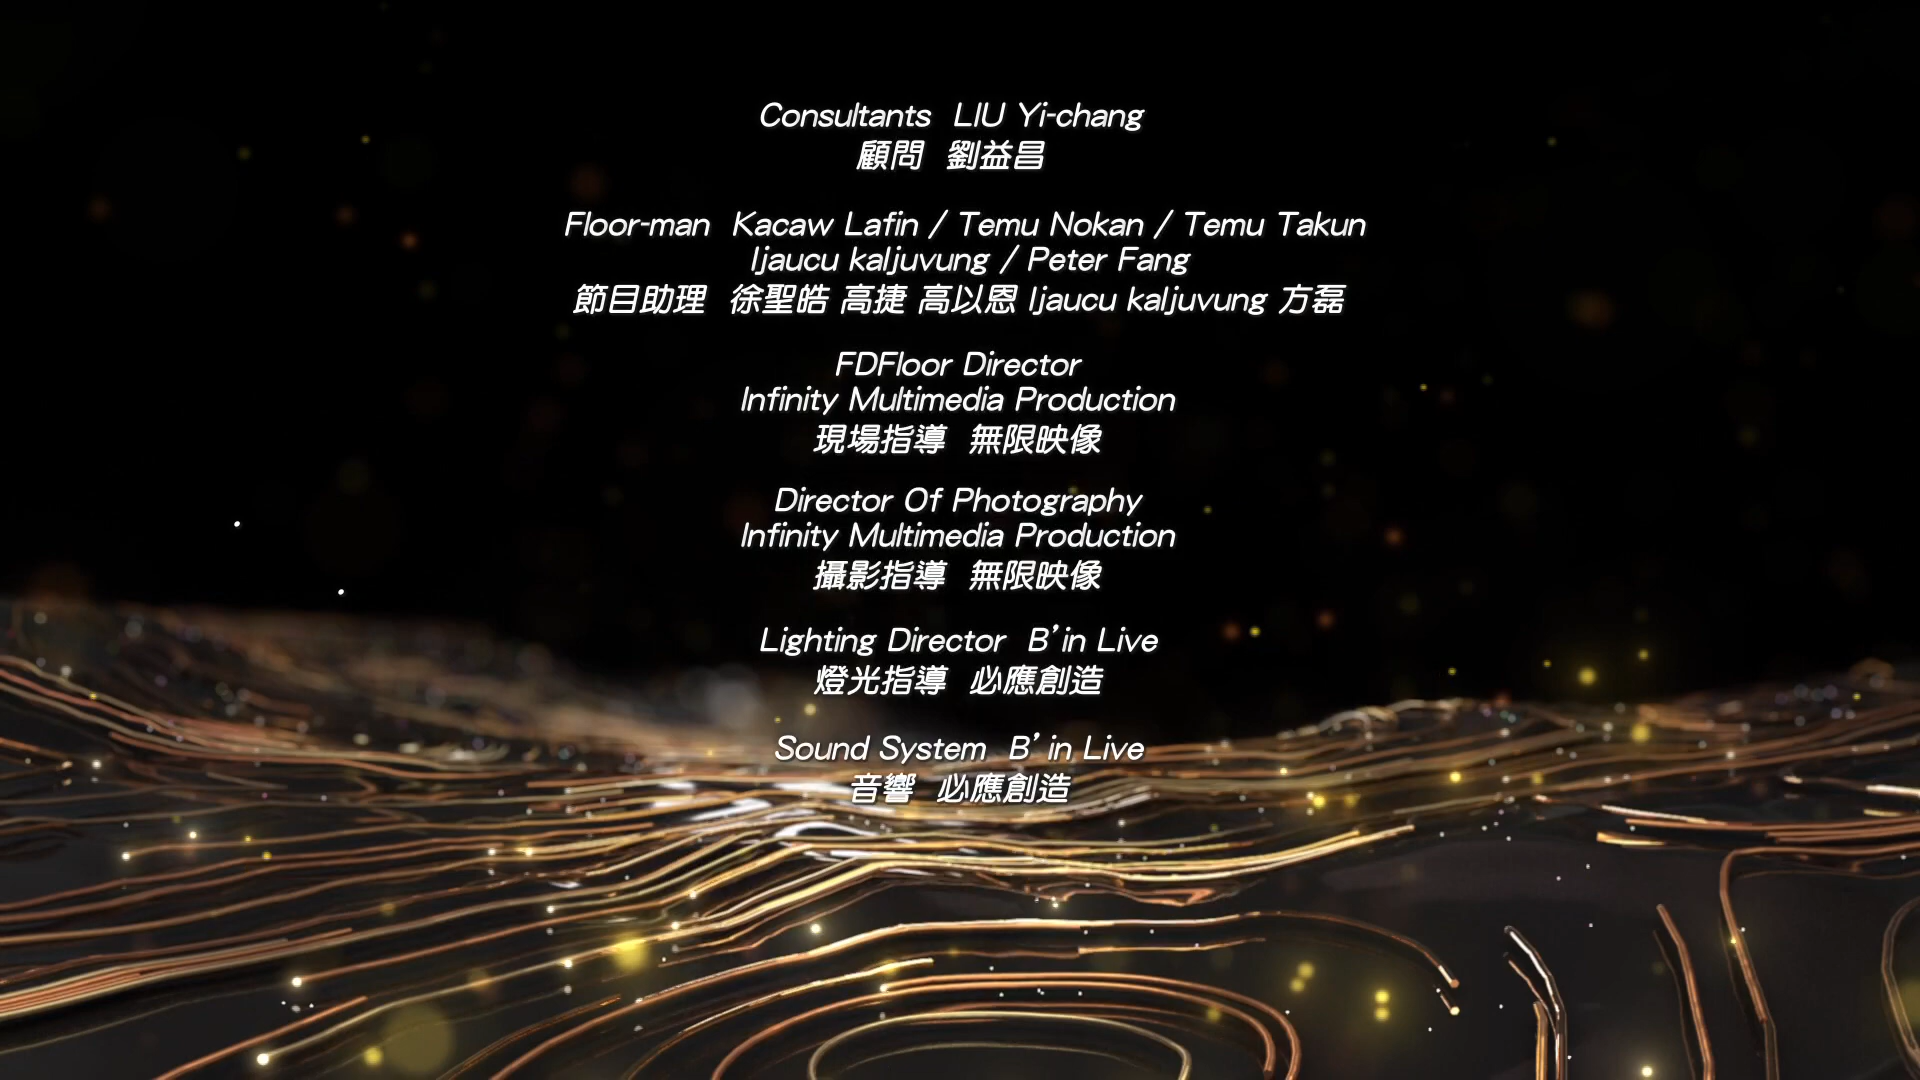 Consultants  LIU Yi-chang
顧問  劉益昌
Floor-man  Kacaw Lafin / Temu Nokan / Temu Takun
ljaucu kaljuvung / Peter Fang
節目助理  徐聖皓 高捷 高以恩 ljaucu kaljuvung 方磊
FDFloor Director
Infinity Multimedia Production
現場指導  無限映像
Director Of Photography
Infinity Multimedia Production
攝影指導  無限映像
Lighting Director  B'in Live
燈光指導  必應創造
Sound System  B' in Live
音響  必應創造